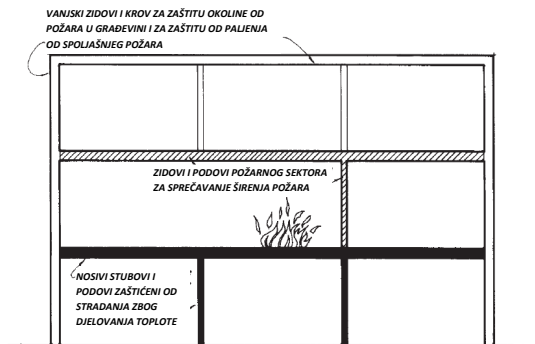 VANJSKI ZIDOVI I KROV ZA ZAŠTITU OKOLINE OD
POŽARA U GRAĐEVINI I ZA ZAŠTITU OD PALJENJA
OD SPOLJAŠNJEG POŽARA
ZIDOVI I PODOVI POŽARNOG SEKTORA
ZA SPREČAVANJE ŠIRENJA POŽARA
NOSIVI STUBOVI I
PODOVI ZAŠTIĆENI OD
STRADANJA ZBOG
DJELOVANJA TOPLOTE